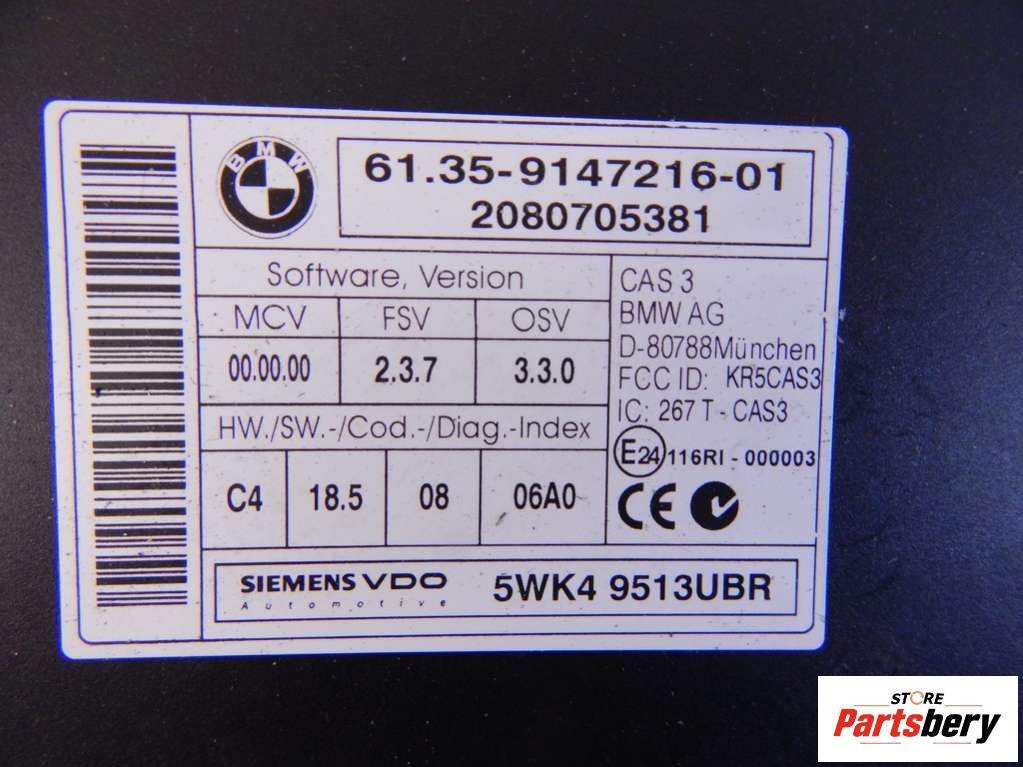 BMW
61.35-9147216-01
2080705381
Software, Version
MCV FSV OSV
00.00.00 2.3.7 3.3.0
HW./SW.-/Cod.-/Diag.-Index
C4 18.5 08 06A0
CAS 3
BMW AG
D-80788München
FCC ID: KR5CAS3
IC: 267 T - CAS3
E24 116RI - 000003
CE
SIEMENS VDO
Automotive
5WK4 9513UBR
STORE
Partsbery